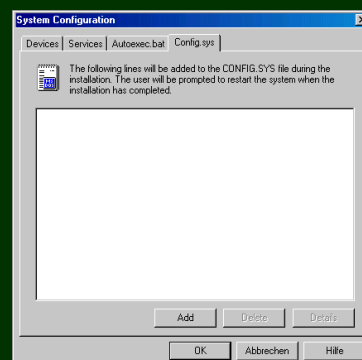 System Configuration
Devices
Services
Autoexec.bat
Config.sys
The following lines will be added to the CONFIG.SYS file during the
installation. The user will be prompted to restart the system when the
installation has completed.
Add
Delete
Details
OK
Abbrechen
Hilfe